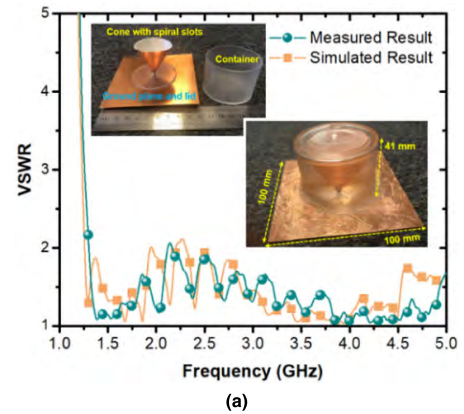 5
4
3
2
1
VSWR
Measured Result
Simulated Result
Cone with spiral slots
Container
Ground plane and lid
41 mm
100 mm
100 mm
1.0 1.5 2.0 2.5 3.0 3.5 4.0 4.5 5.0
Frequency (GHz)
(a)